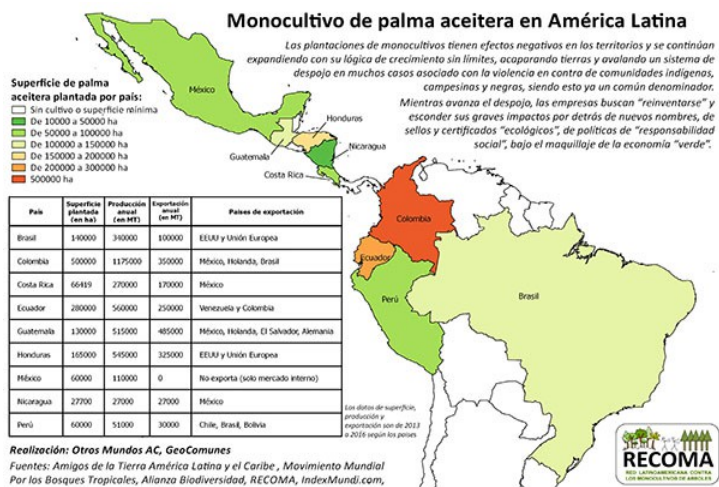 Monocultivo de palma aceitera en América Latina
Las plantaciones de monocultivos tienen efectos negativos en los territorios y se continúan
expandiendo con su lógica de crecimiento sin límites, acaparando tierras y avalando un sistema de
despojo en muchos casos asociado con la violencia en contra de comunidades indígenas,
campesinas y negras, siendo esto ya un común denominador.
Mientras avanza el despojo, las empresas buscan "reinventarse" y
esconder sus graves impactos por detrás de nuevos nombres, de
sellos y certificados "ecológicos", de políticas de "responsabilidad
social", bajo el maquillaje de la economía "verde".
Superficie de palma
aceitera plantada por país:
Sin cultivo o superficie mínima
De 10000 a 50000 ha
De 50000 a 100000 ha
De 100000 a 150000 ha
De 150000 a 200000 ha
De 200000 a 300000 ha
500000 ha
México
Honduras
Guatemala
Nicaragua
Costa Rica
Colombia
Ecuador
Perú
Brasil
País Superficie plantada (en ha) Producción anual (en MT) Exportación anual (en MT) Países de exportación
Brasil 140000 340000 100000 EEUU y Unión Europea
Colombia 500000 1175000 350000 México, Holanda, Brasil
Costa Rica 66419 270000 170000 México
Ecuador 280000 560000 250000 Venezuela y Colombia
Guatemala 130000 515000 485000 México, Holanda, El Salvador, Alemania
Honduras 165000 545000 325000 EEUU y Unión Europea
México 60000 110000 0 No exporta (solo mercado interno)
Nicaragua 27700 27000 27000 México
Perú 60000 51000 30000 Chile, Brasil, Bolivia
Los datos de superficie,
producción y
exportación son de 2013
a 2016 según los países
Realización: Otros Mundos AC, GeoComunes
Fuentes: Amigos de la Tierra América Latina y el Caribe , Movimiento Mundial
Por los Bosques Tropicales, Alianza Biodiversidad, RECOMA, IndexMundi.com,
RECOMA
RED LATINOAMERICANA CONTRA
LOS MONOCULTIVOS DE ÁRBOLES